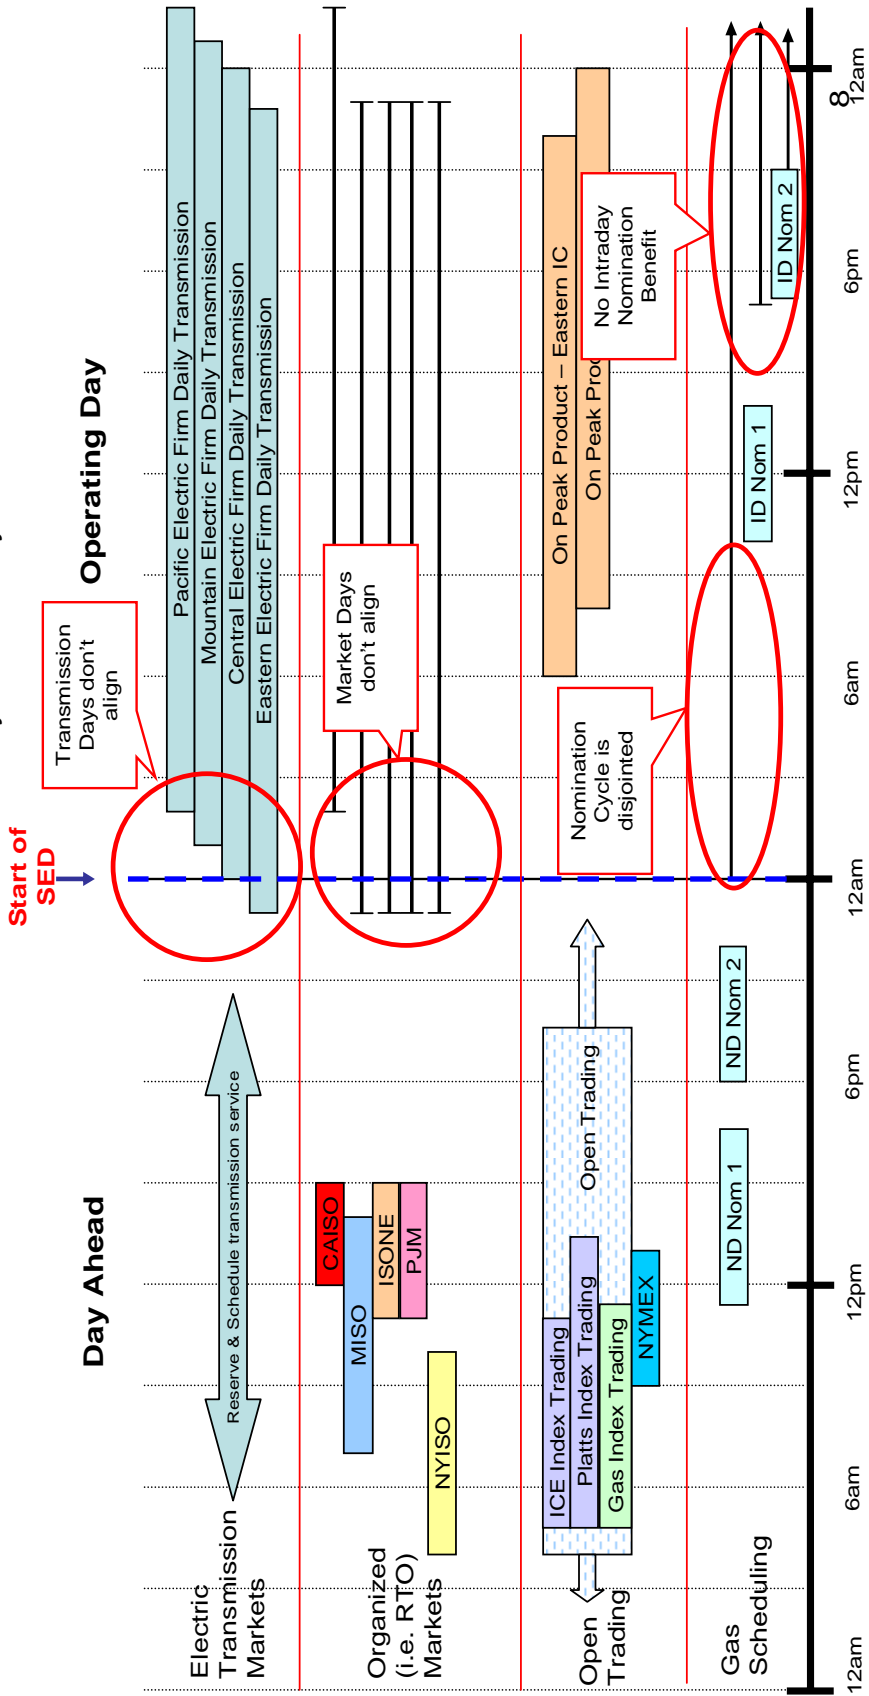 Start of
SED
Day Ahead
Operating Day
Electric
Transmission
Markets
Reserve & Schedule transmission service
Transmission
Days don't
align
Pacific Electric Firm Daily Transmission
Mountain Electric Firm Daily Transmission
Central Electric Firm Daily Transmission
Eastern Electric Firm Daily Transmission
Organized
(i.e. RTO)
Markets
CAISO
MISO
ISONE
PJM
NYISO
Market Days
don't align
Open
Trading
ICE Index Trading
Platts Index Trading
Gas Index Trading
NYMEX
Open Trading
On Peak Product – Eastern IC
On Peak Proc
Nomination
Cycle is
disjointed
No Intraday
Nomination
Benefit
Gas
Scheduling
ND Nom 1
ND Nom 2
ID Nom 1
ID Nom 2
12am
6am
12pm
6pm
12am
6am
12pm
6pm
12am
8